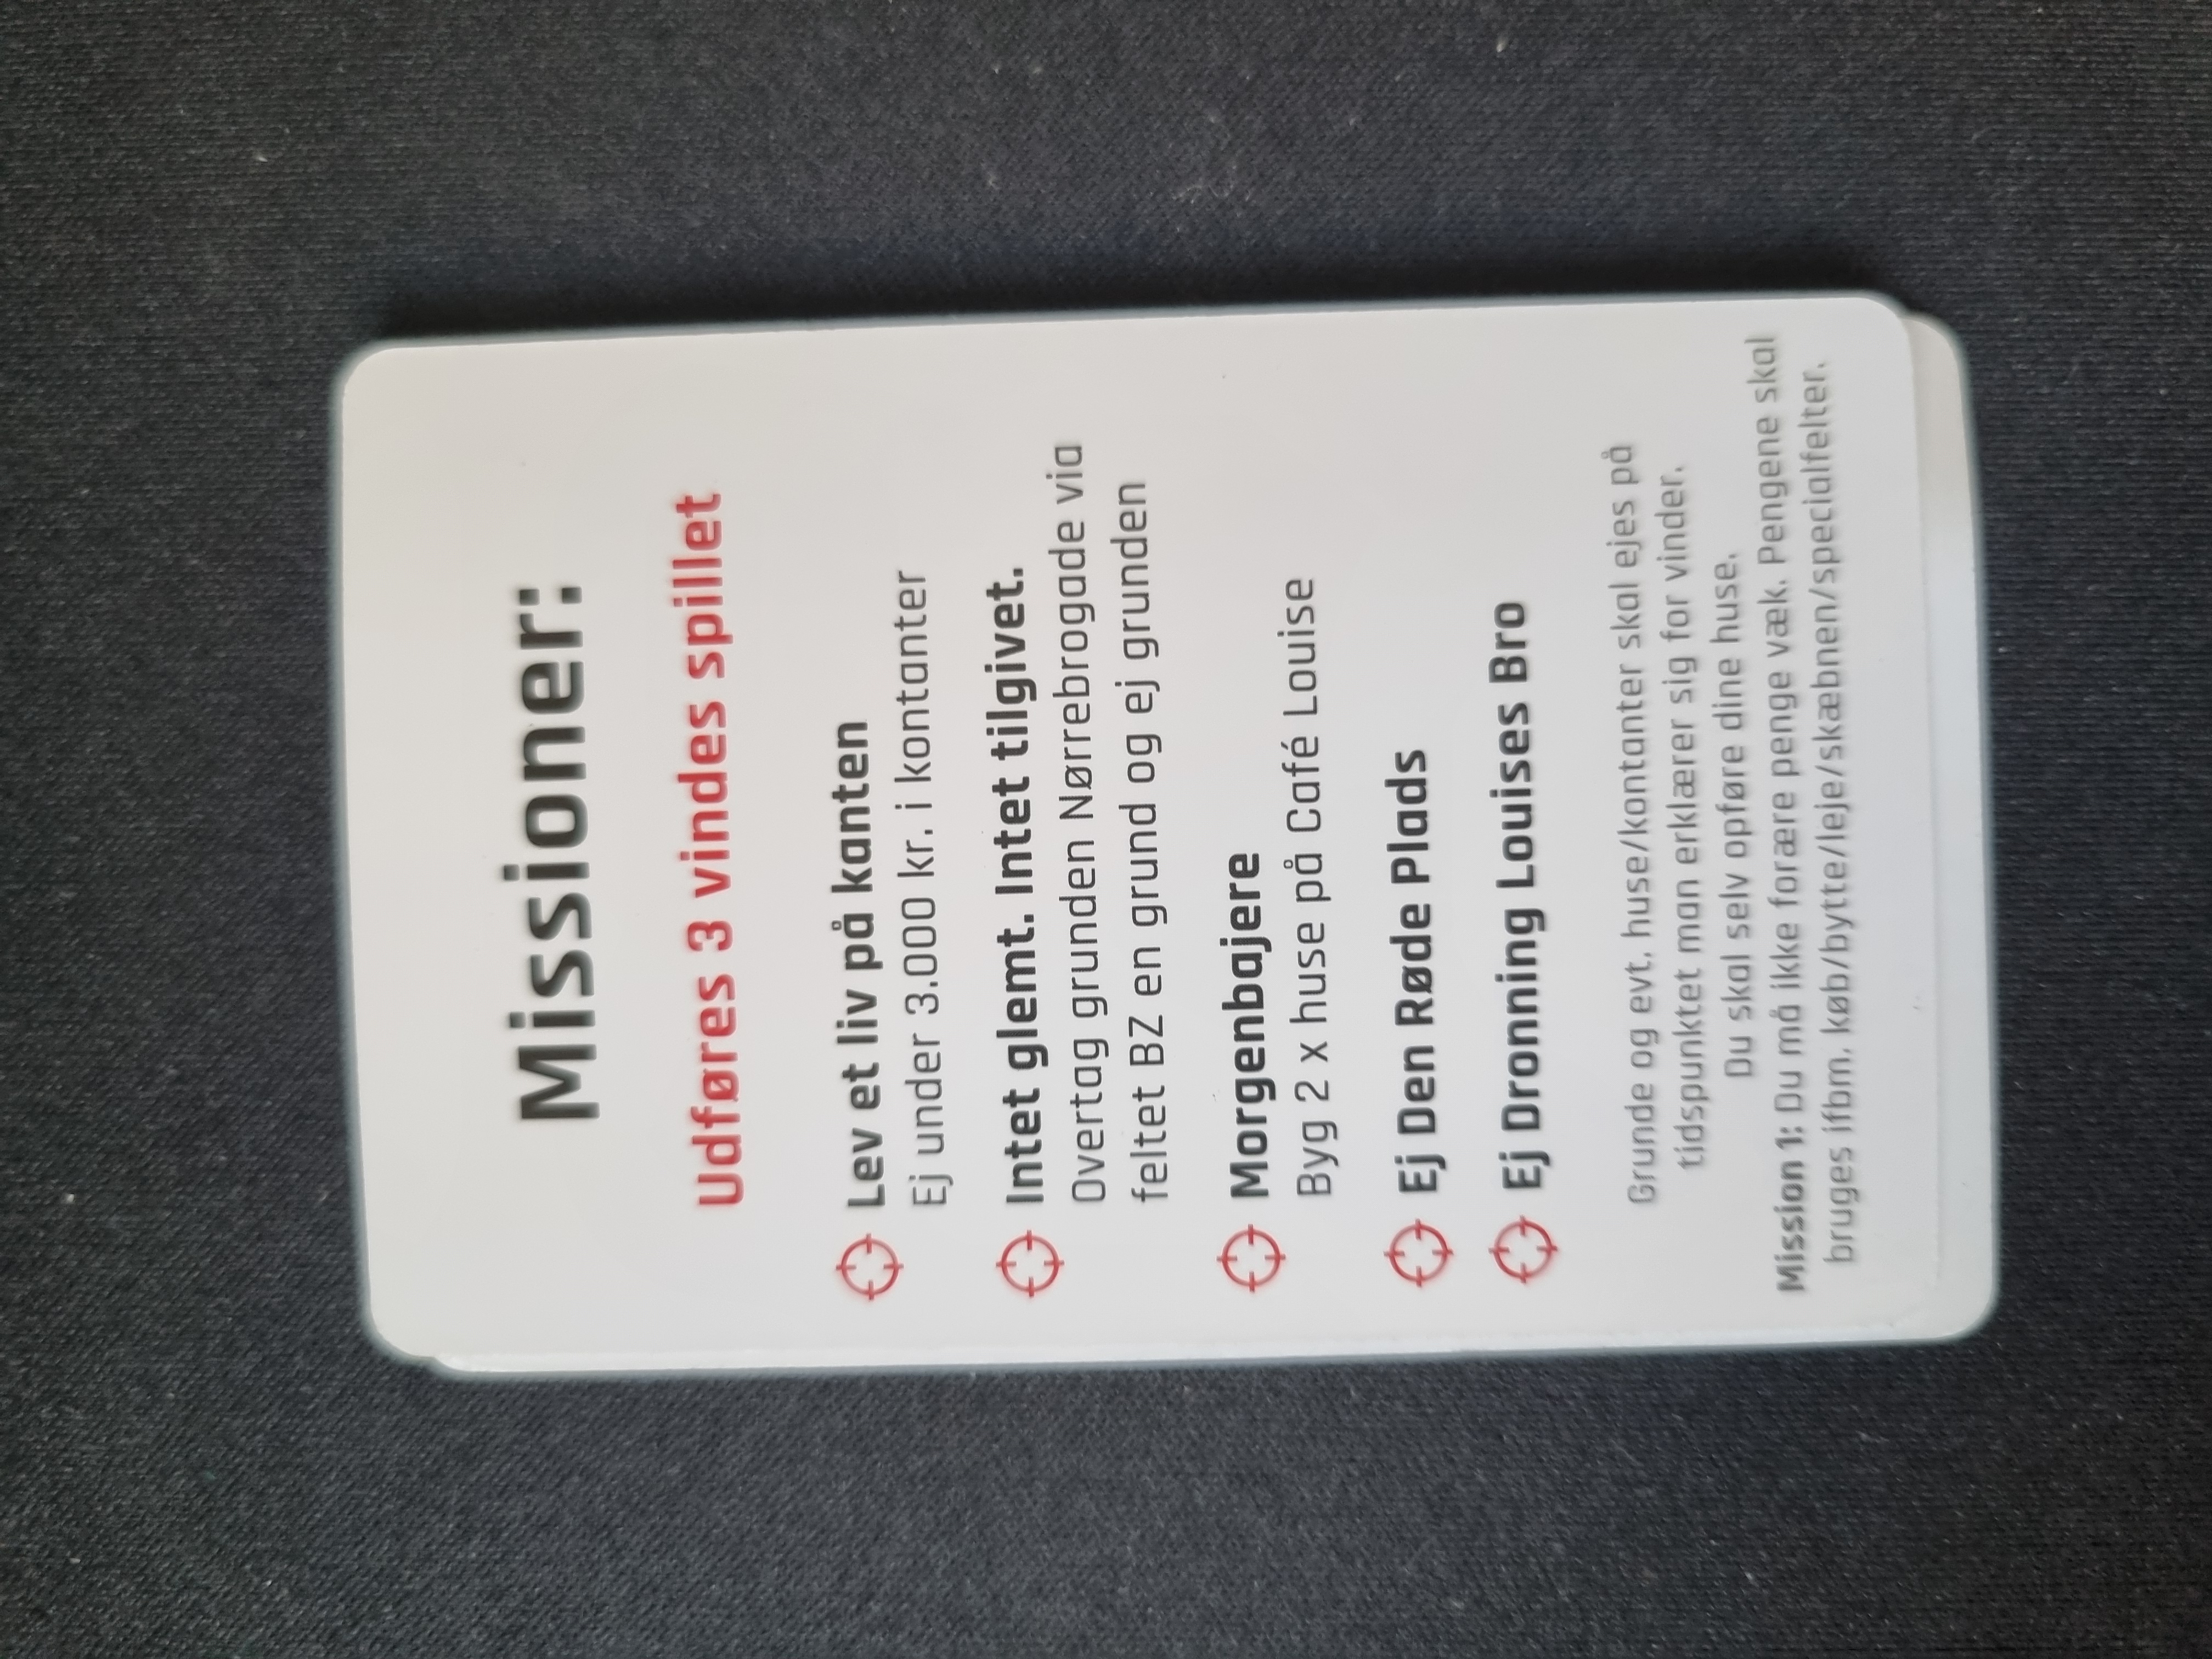 Missioner:
Udføres 3 vindes spillet
Lev et liv på kanten
Ej under 3.000 kr. i kontanter
Intet glemt. Intet tilgivet.
Overtag grunden Nørrebrogade via
feltet BZ en grund og ej grunden
Morgenbajere
Byg 2 x huse på Café Louise
Ej Den Røde Plads
Ej Dronning Louises Bro
Grunde og evt. huse/kontanter skal ejes på
tidspunktet man erklærer sig for vinder.
Du skal selv opføre dine huse.
Mission 1: Du må ikke forære penge væk. Pengene skal
bruges ifbm. køb/bytte/leje/skæbnen/specialfelter.